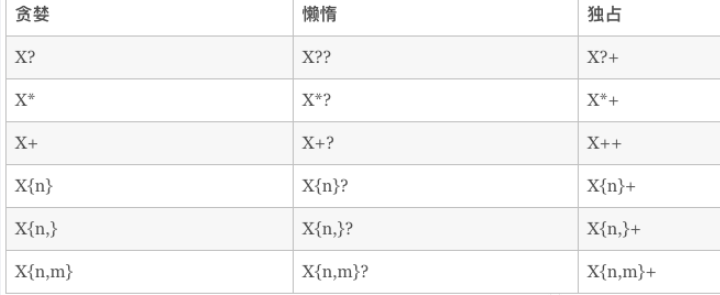 贪婪 懒惰 独占
X? X?? X?+
X* X*? X*+
X+ X+? X++
X{n} X{n}? X{n}+
X{n,} X{n,}? X{n,}+
X{n,m} X{n,m}? X{n,m}+